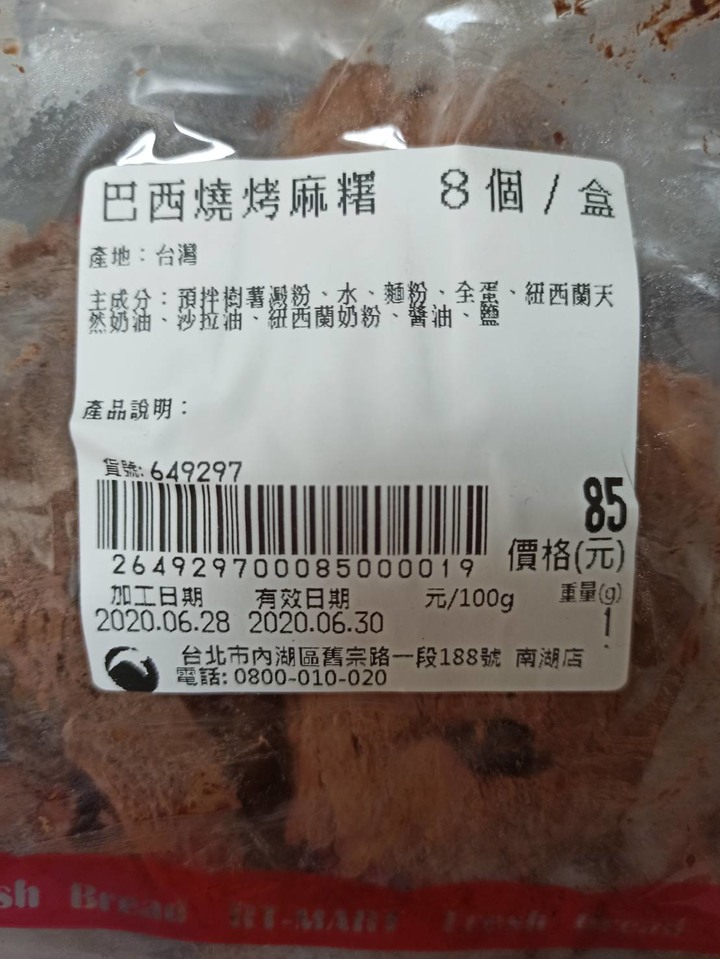 巴西燒烤麻糬 8個/盒
產地：台灣
主成分：預拌樹薯澱粉、水、麵粉、全蛋、紐西蘭天
然奶油、沙拉油、紐西蘭奶粉、醬油、鹽
產品說明：
貨號: 649297
85
2649297000085000019 價格(元)
加工日期 有效日期 元/100g 重量(g)
2020.06.28 2020.06.30 1
台北市內湖區舊宗路一段188號 南湖店
電話: 0800-010-020
sh Bread RT-MART Fresh Bread